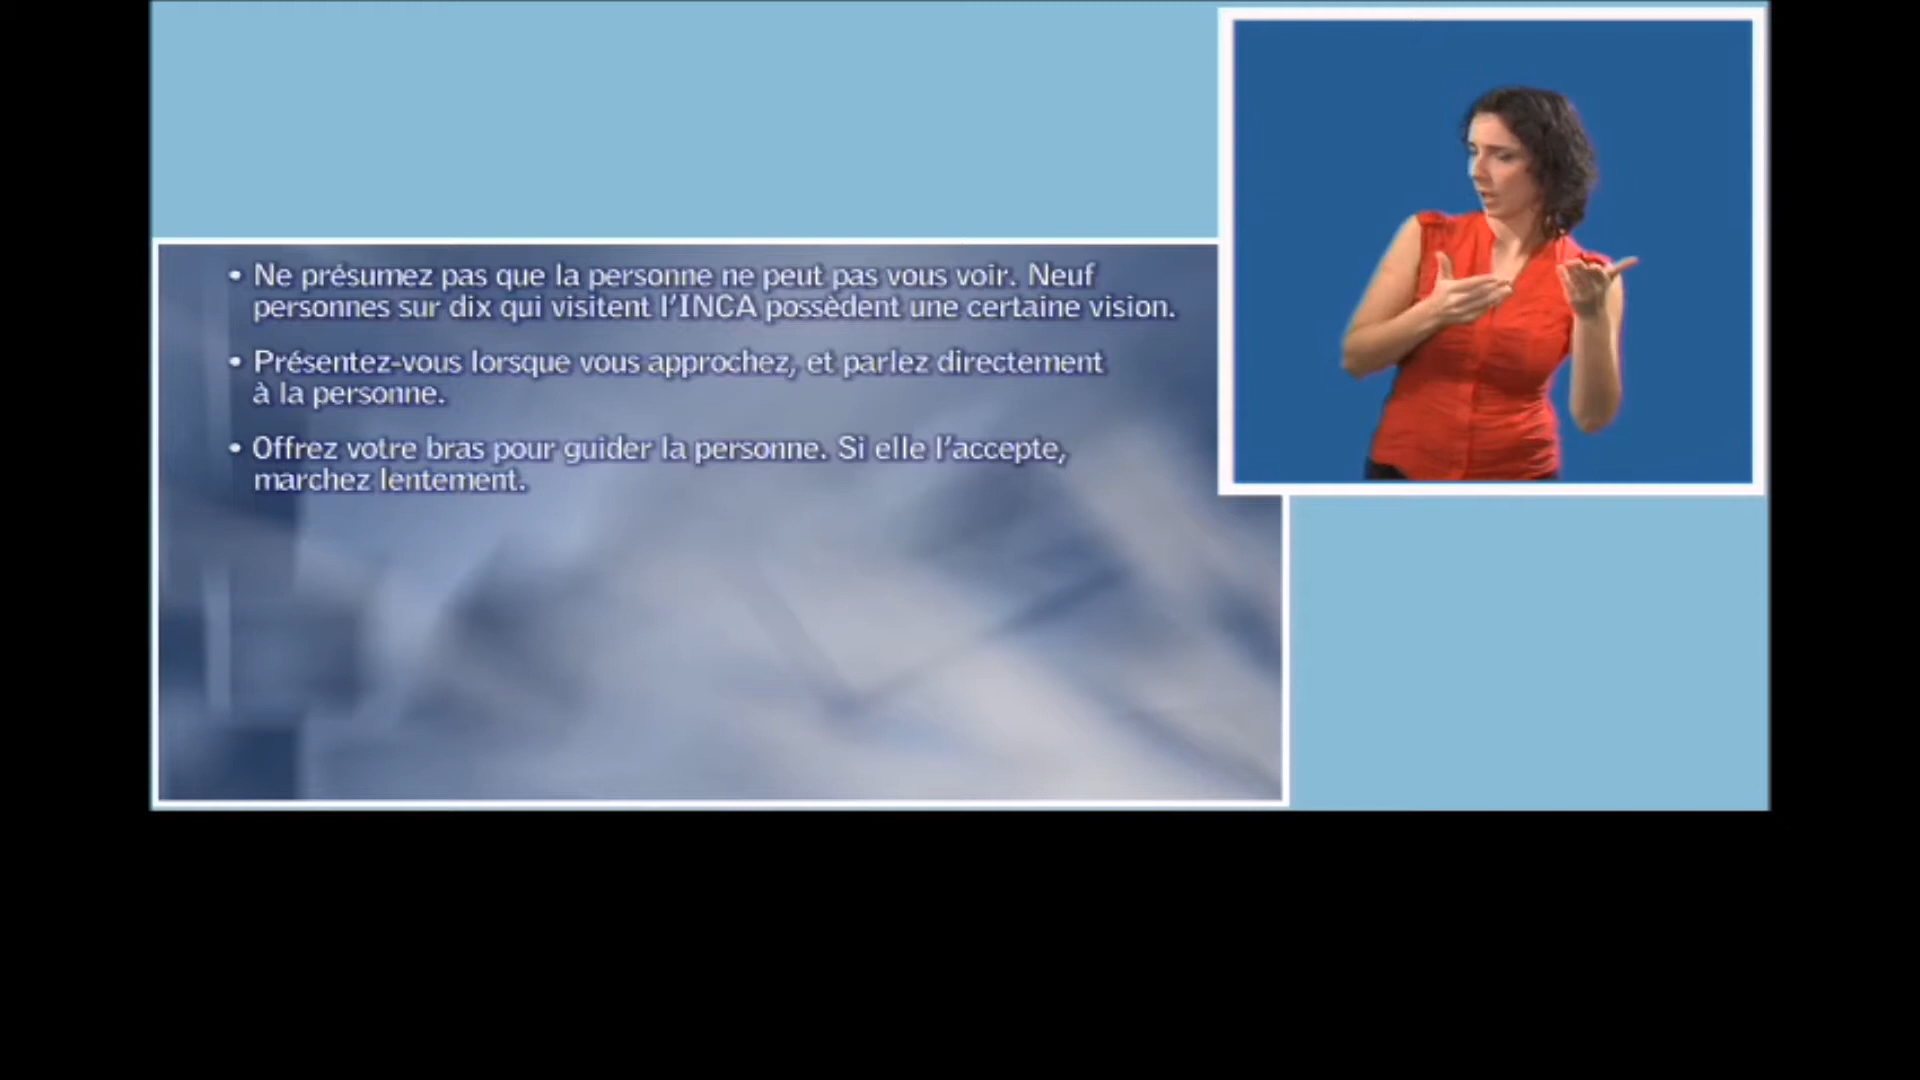 • Ne présumez pas que la personne ne peut pas vous voir. Neuf
personnes sur dix qui visitent l’INCA possèdent une certaine vision.
• Présentez-vous lorsque vous approchez, et parlez directement
à la personne.
• Offrez votre bras pour guider la personne. Si elle l’accepte,
marchez lentement.